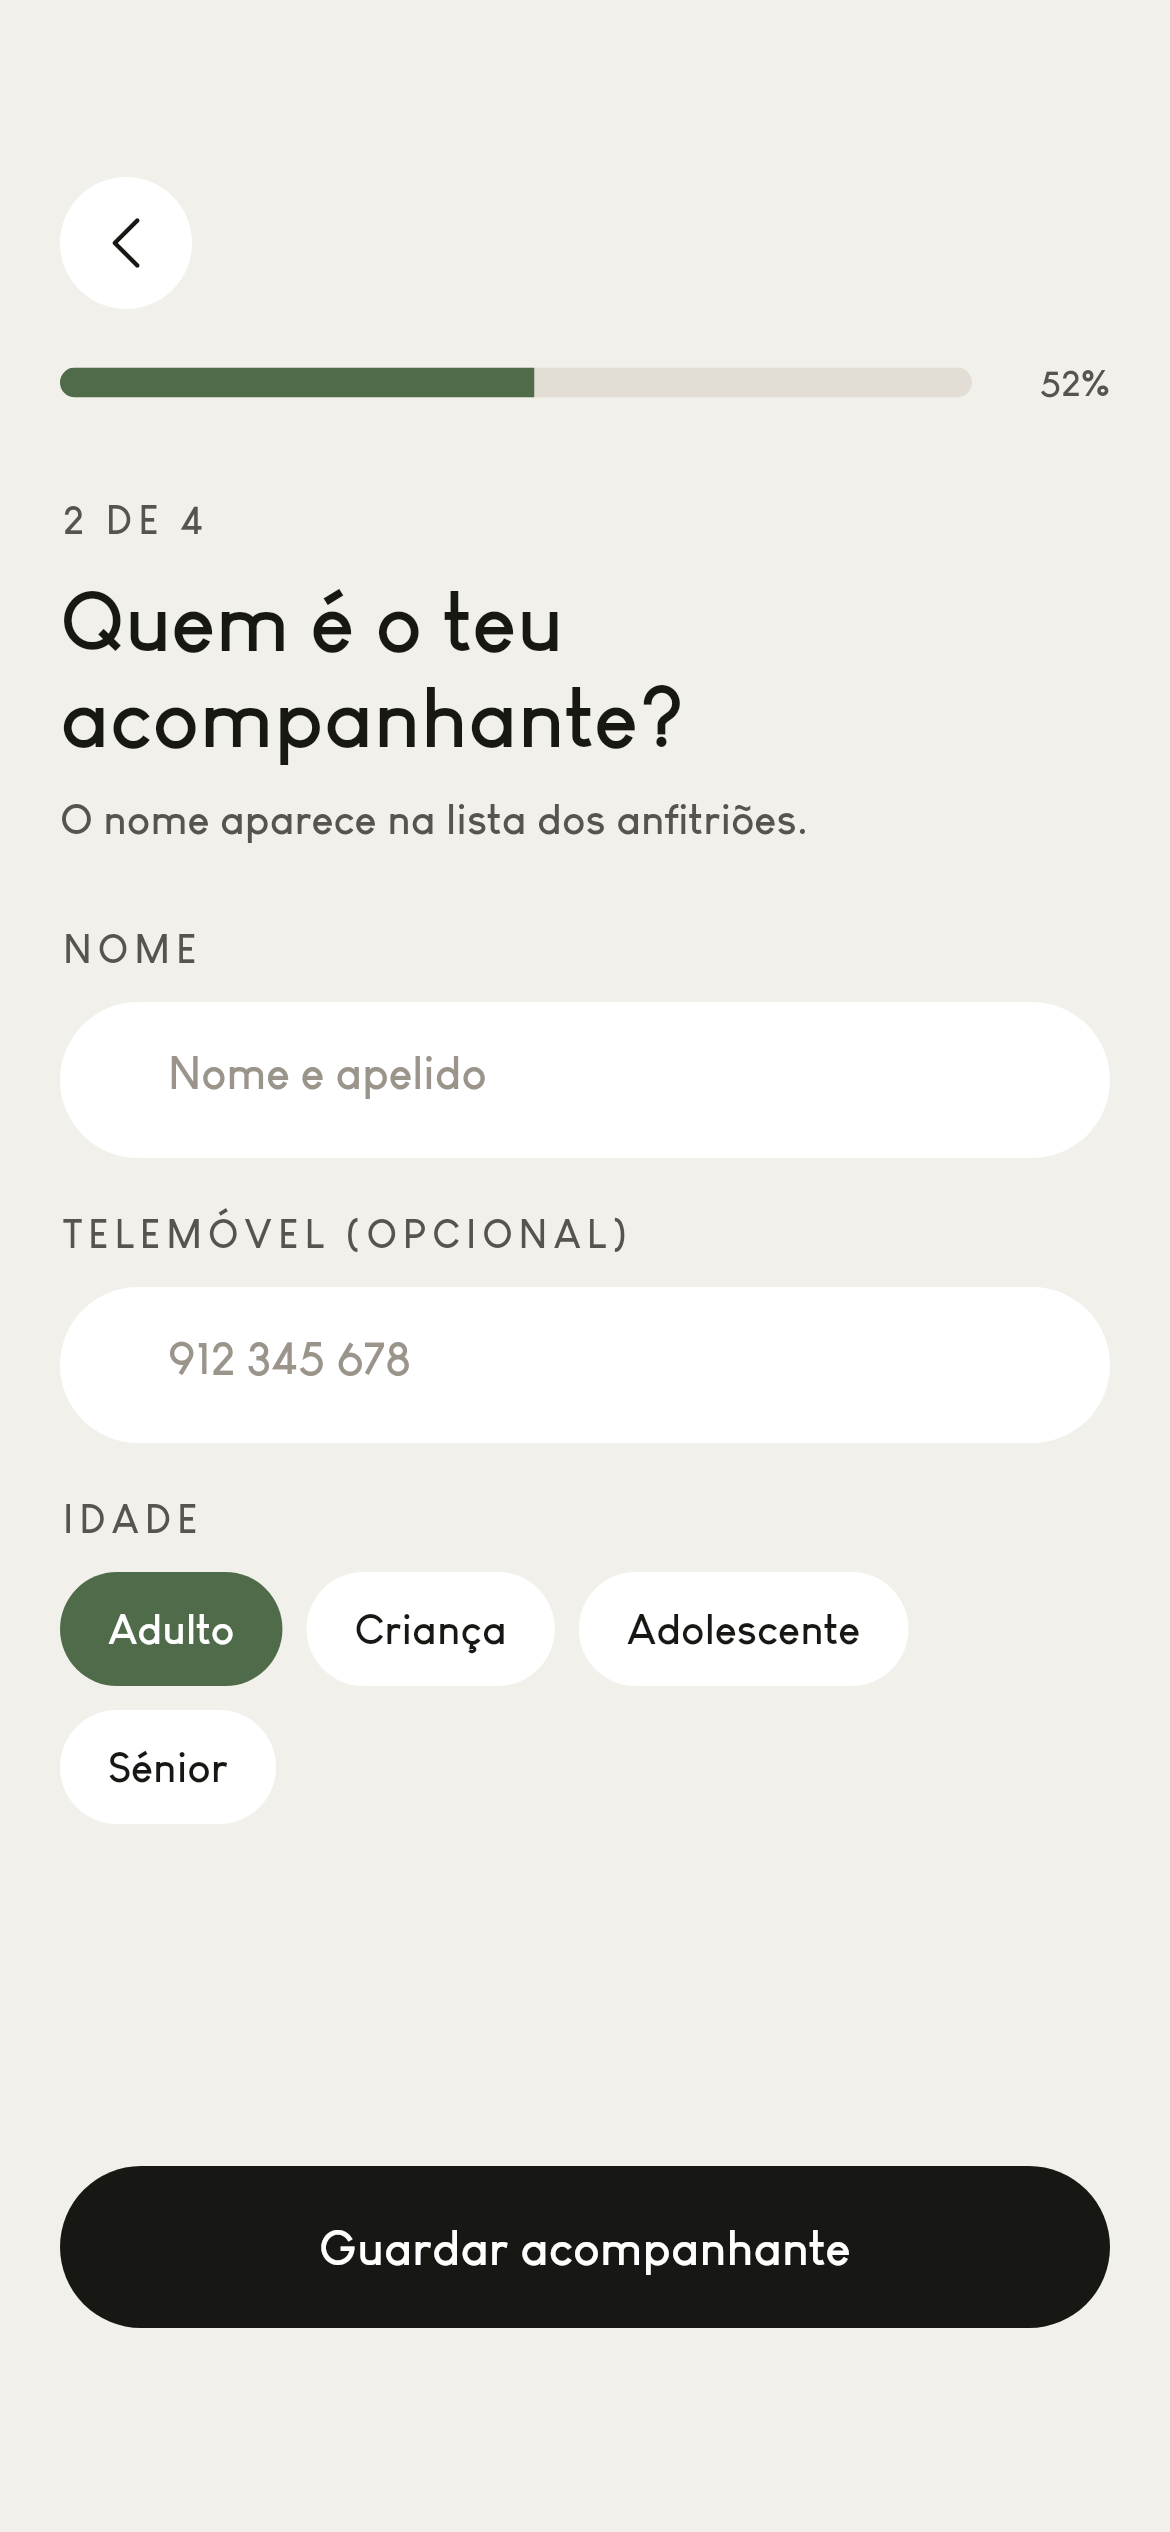 52%
2 DE 4
Quem é o teu
acompanhante?
O nome aparece na lista dos anfitriões.
NOME
Nome e apelido
TELEMÓVEL (OPCIONAL)
912 345 678
IDADE
Adulto Criança Adolescente
Sénior
Guardar acompanhante